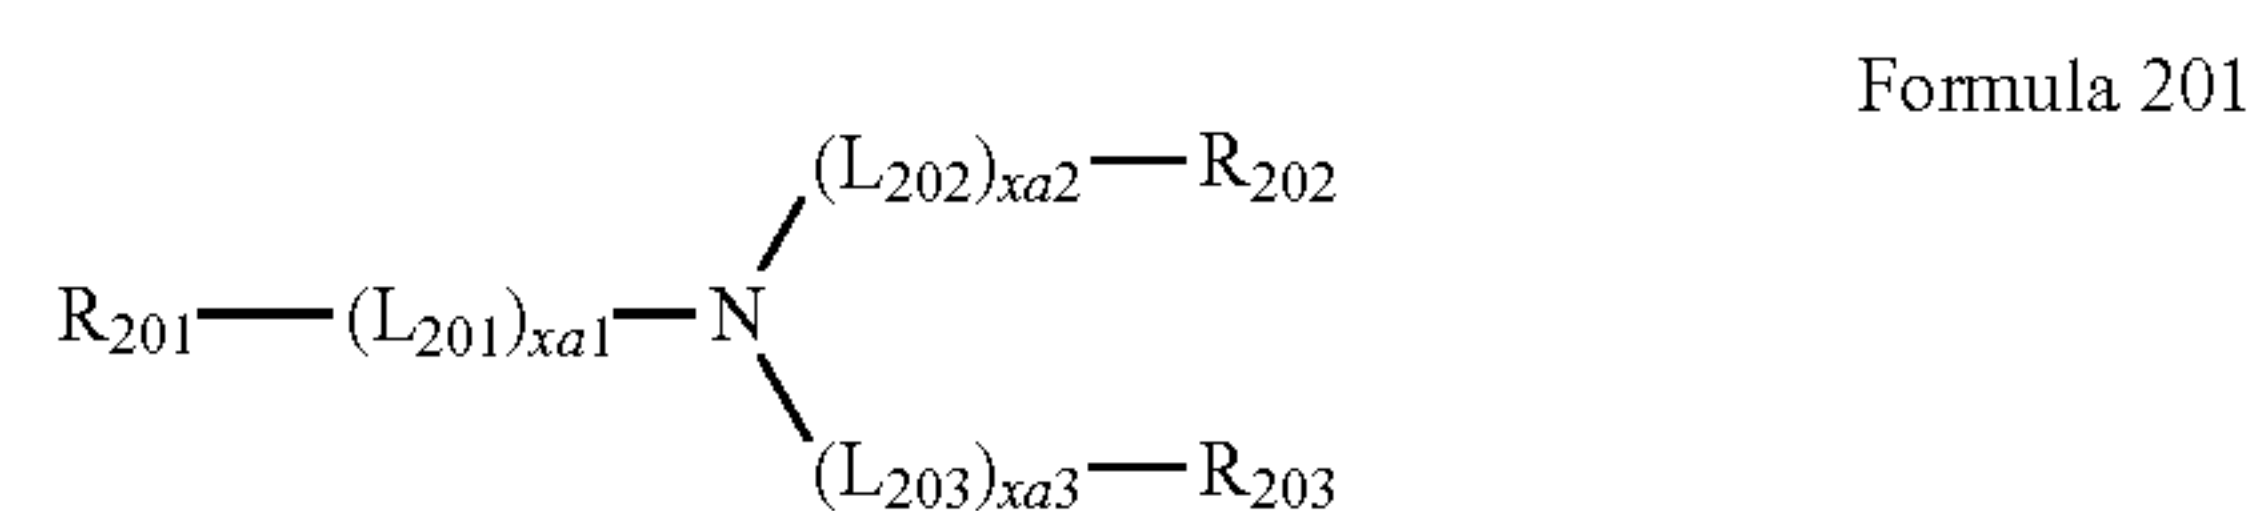 Formula 201
(L202)xa2—R202
R201—(L201)xa1—N
(L203)xa3—R203